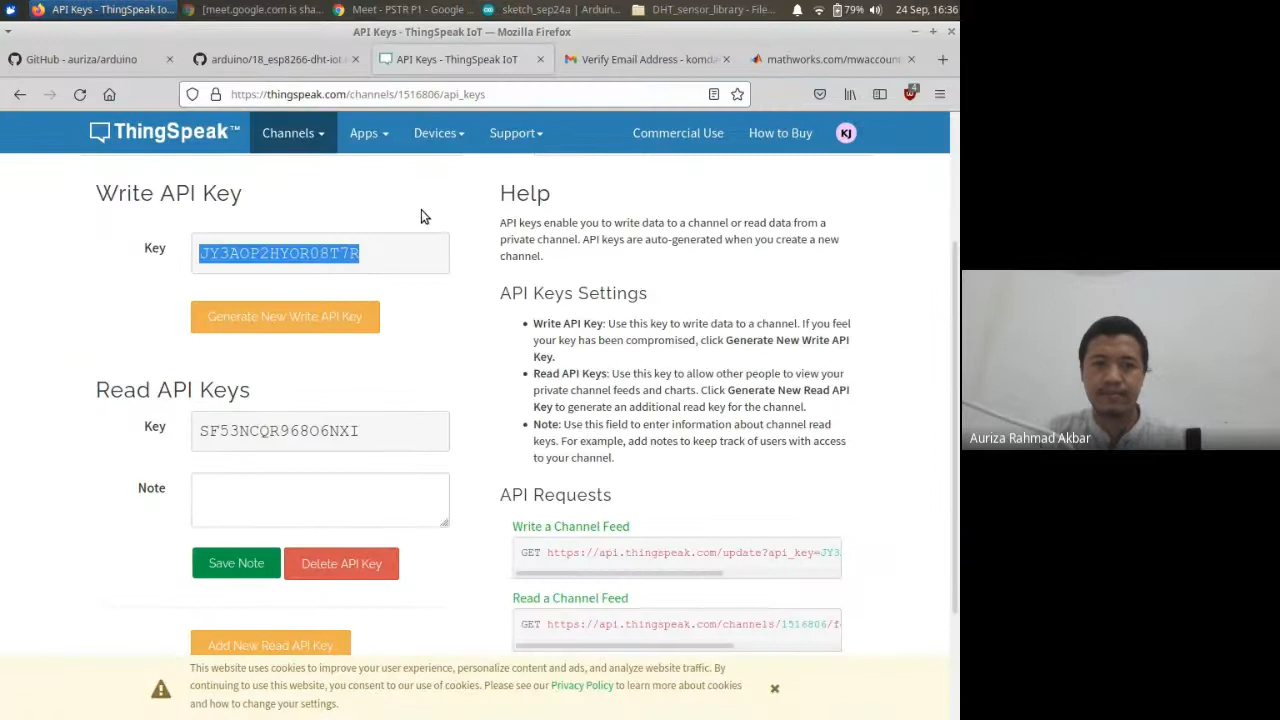 API Keys - ThingSpeak Io...
[meet.google.com is sha...
Meet - PSTR P1 - Google ...
sketch_sep24a | Arduin...
DHT_sensor_library - File...
79%
24 Sep, 16:36
API Keys - ThingSpeak IoT — Mozilla Firefox
GitHub - auriza/arduino
arduino/18_esp8266-dht-iot.i
API Keys - ThingSpeak IoT
Verify Email Address - komda
mathworks.com/mwaccount
https://thingspeak.com/channels/1516806/api_keys
4
ThingSpeak™
Channels
Apps
Devices
Support
Commercial Use
How to Buy
KJ
Write API Key
Key
JY3AOP2HYOR08T7R
Generate New Write API Key
Read API Keys
Key
SF53NCQR968O6NXI
Note
Save Note
Delete API Key
Add New Read API Key
Help
API keys enable you to write data to a channel or read data from a
private channel. API keys are auto-generated when you create a new
channel.
API Keys Settings
Write API Key: Use this key to write data to a channel. If you feel
your key has been compromised, click Generate New Write API
Key.
Read API Keys: Use this key to allow other people to view your
private channel feeds and charts. Click Generate New Read API
Key to generate an additional read key for the channel.
Note: Use this field to enter information about channel read
keys. For example, add notes to keep track of users with access
to your channel.
API Requests
Write a Channel Feed
GET https://api.thingspeak.com/update?api_key=JY3
Read a Channel Feed
GET https://api.thingspeak.com/channels/1516806/f
This website uses cookies to improve your user experience, personalize content and ads, and analyze website traffic. By
continuing to use this website, you consent to our use of cookies. Please see our Privacy Policy to learn more about cookies
and how to change your settings.
Auriza Rahmad Akbar